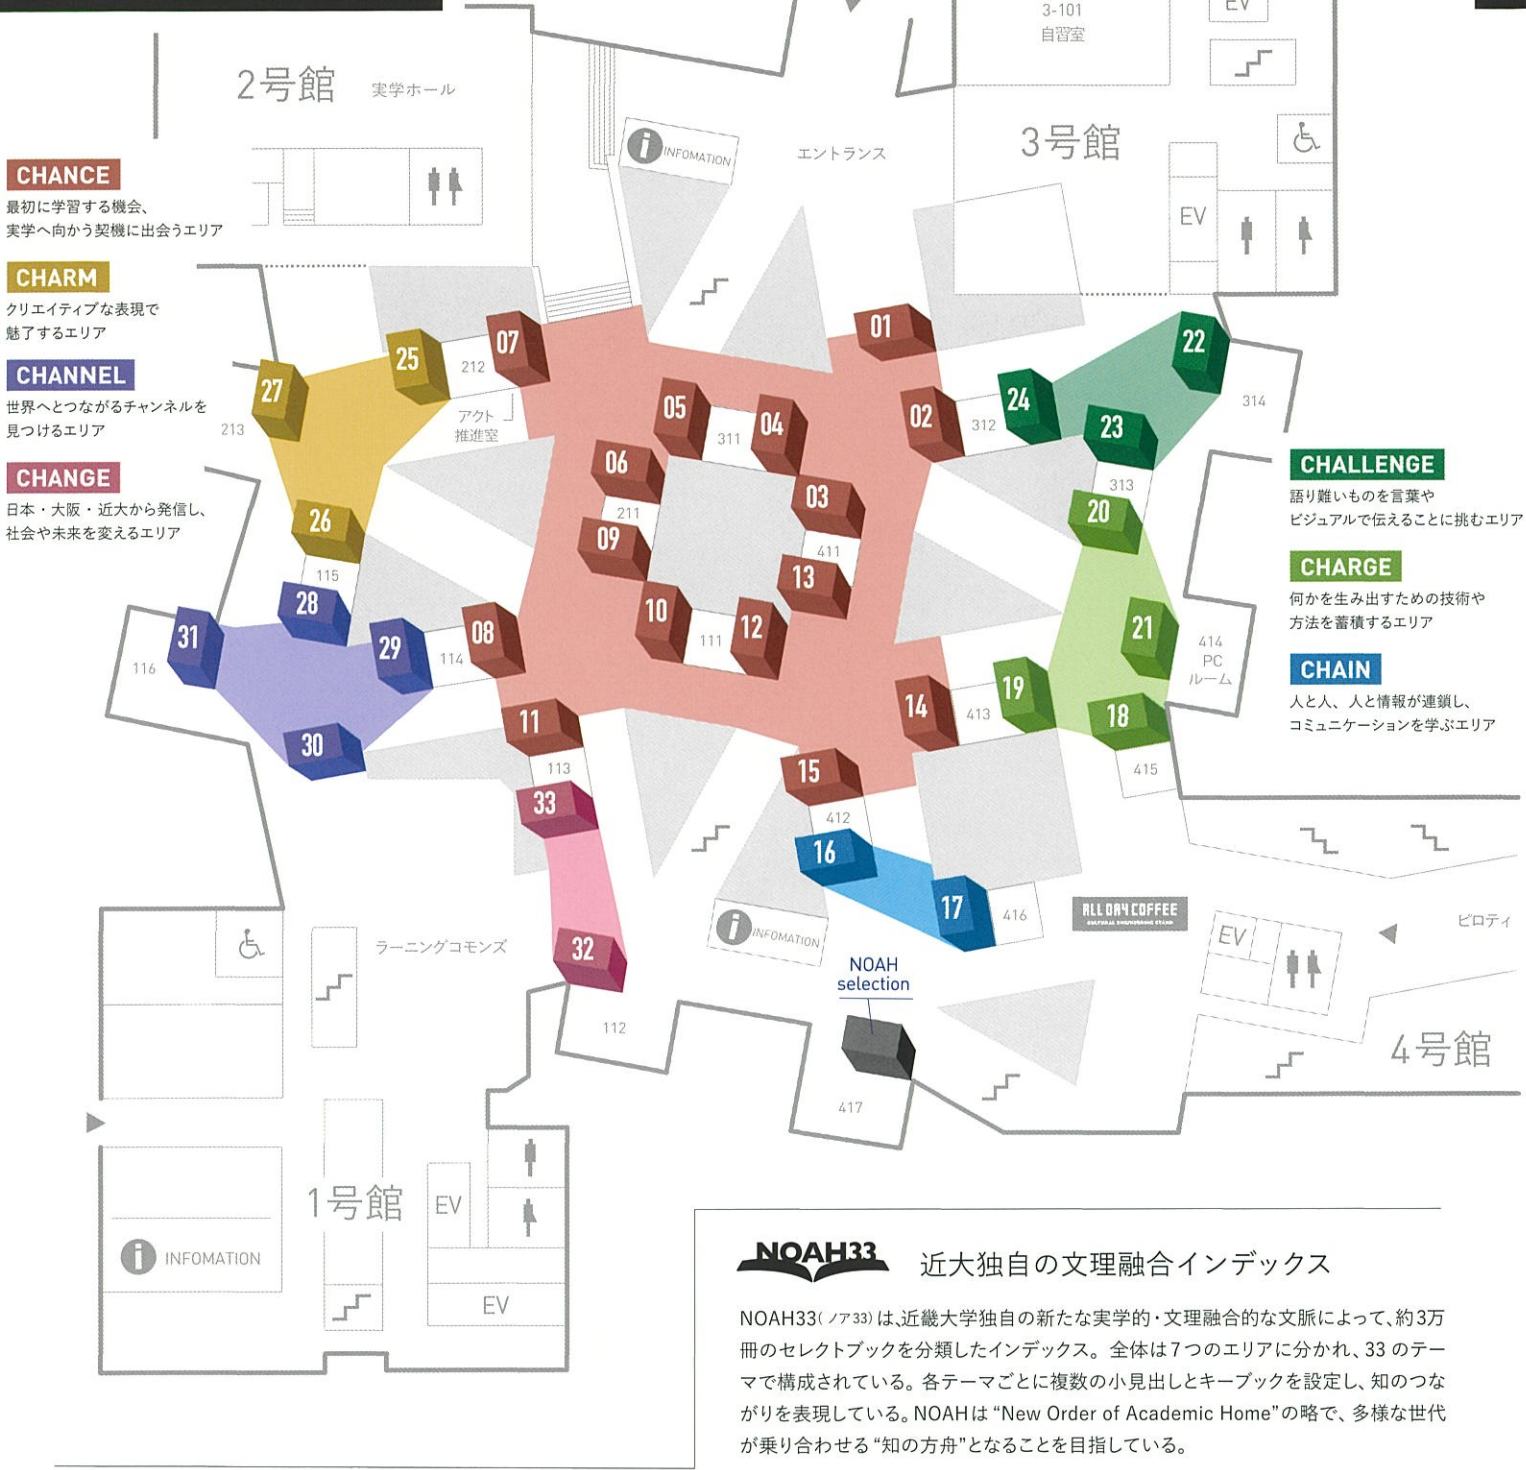 3-101
自習室
EV
2号館
実学ホール
INFOMATION
エントランス
3号館
EV
CHANCE
最初に学習する機会、
実学へ向かう契機に出会うエリア
CHARM
クリエイティブな表現で
魅了するエリア
CHANNEL
世界へとつながるチャンネルを
見つけるエリア
CHANGE
日本・大阪・近大から発信し、
社会や未来を変えるエリア
CHALLENGE
語り難いものを言葉や
ビジュアルで伝えることに挑むエリア
CHARGE
何かを生み出すための技術や
方法を蓄積するエリア
CHAIN
人と人、人と情報が連鎖し、
コミュニケーションを学ぶエリア
01
22
07
25
212
27
24
02
312
314
213
アクト
推進室
05
04
311
23
06
03
313
211
20
26
09
411
115
13
28
10
12
111
31
29
08
114
116
21
414
PC
ルーム
19
14
413
18
11
30
113
15
415
33
412
16
17
416
ALL DAY COFFEE
INFOMATION
EV
ピロティ
ラーニングコモンズ
32
NOAH
selection
112
417
4号館
1号館
EV
INFOMATION
EV
NOAH33
近大独自の文理融合インデックス
NOAH33(ノア33)は、近畿大学独自の新たな実学的・文理融合的な文脈によって、約3万
冊のセレクトブックを分類したインデックス。全体は7つのエリアに分かれ、33のテー
マで構成されている。各テーマごとに複数の小見出しとキーブックを設定し、知のつな
がりを表現している。NOAHは“New Order of Academic Home”の略で、多様な世代
が乗り合わせる“知の方舟”となることを目指している。